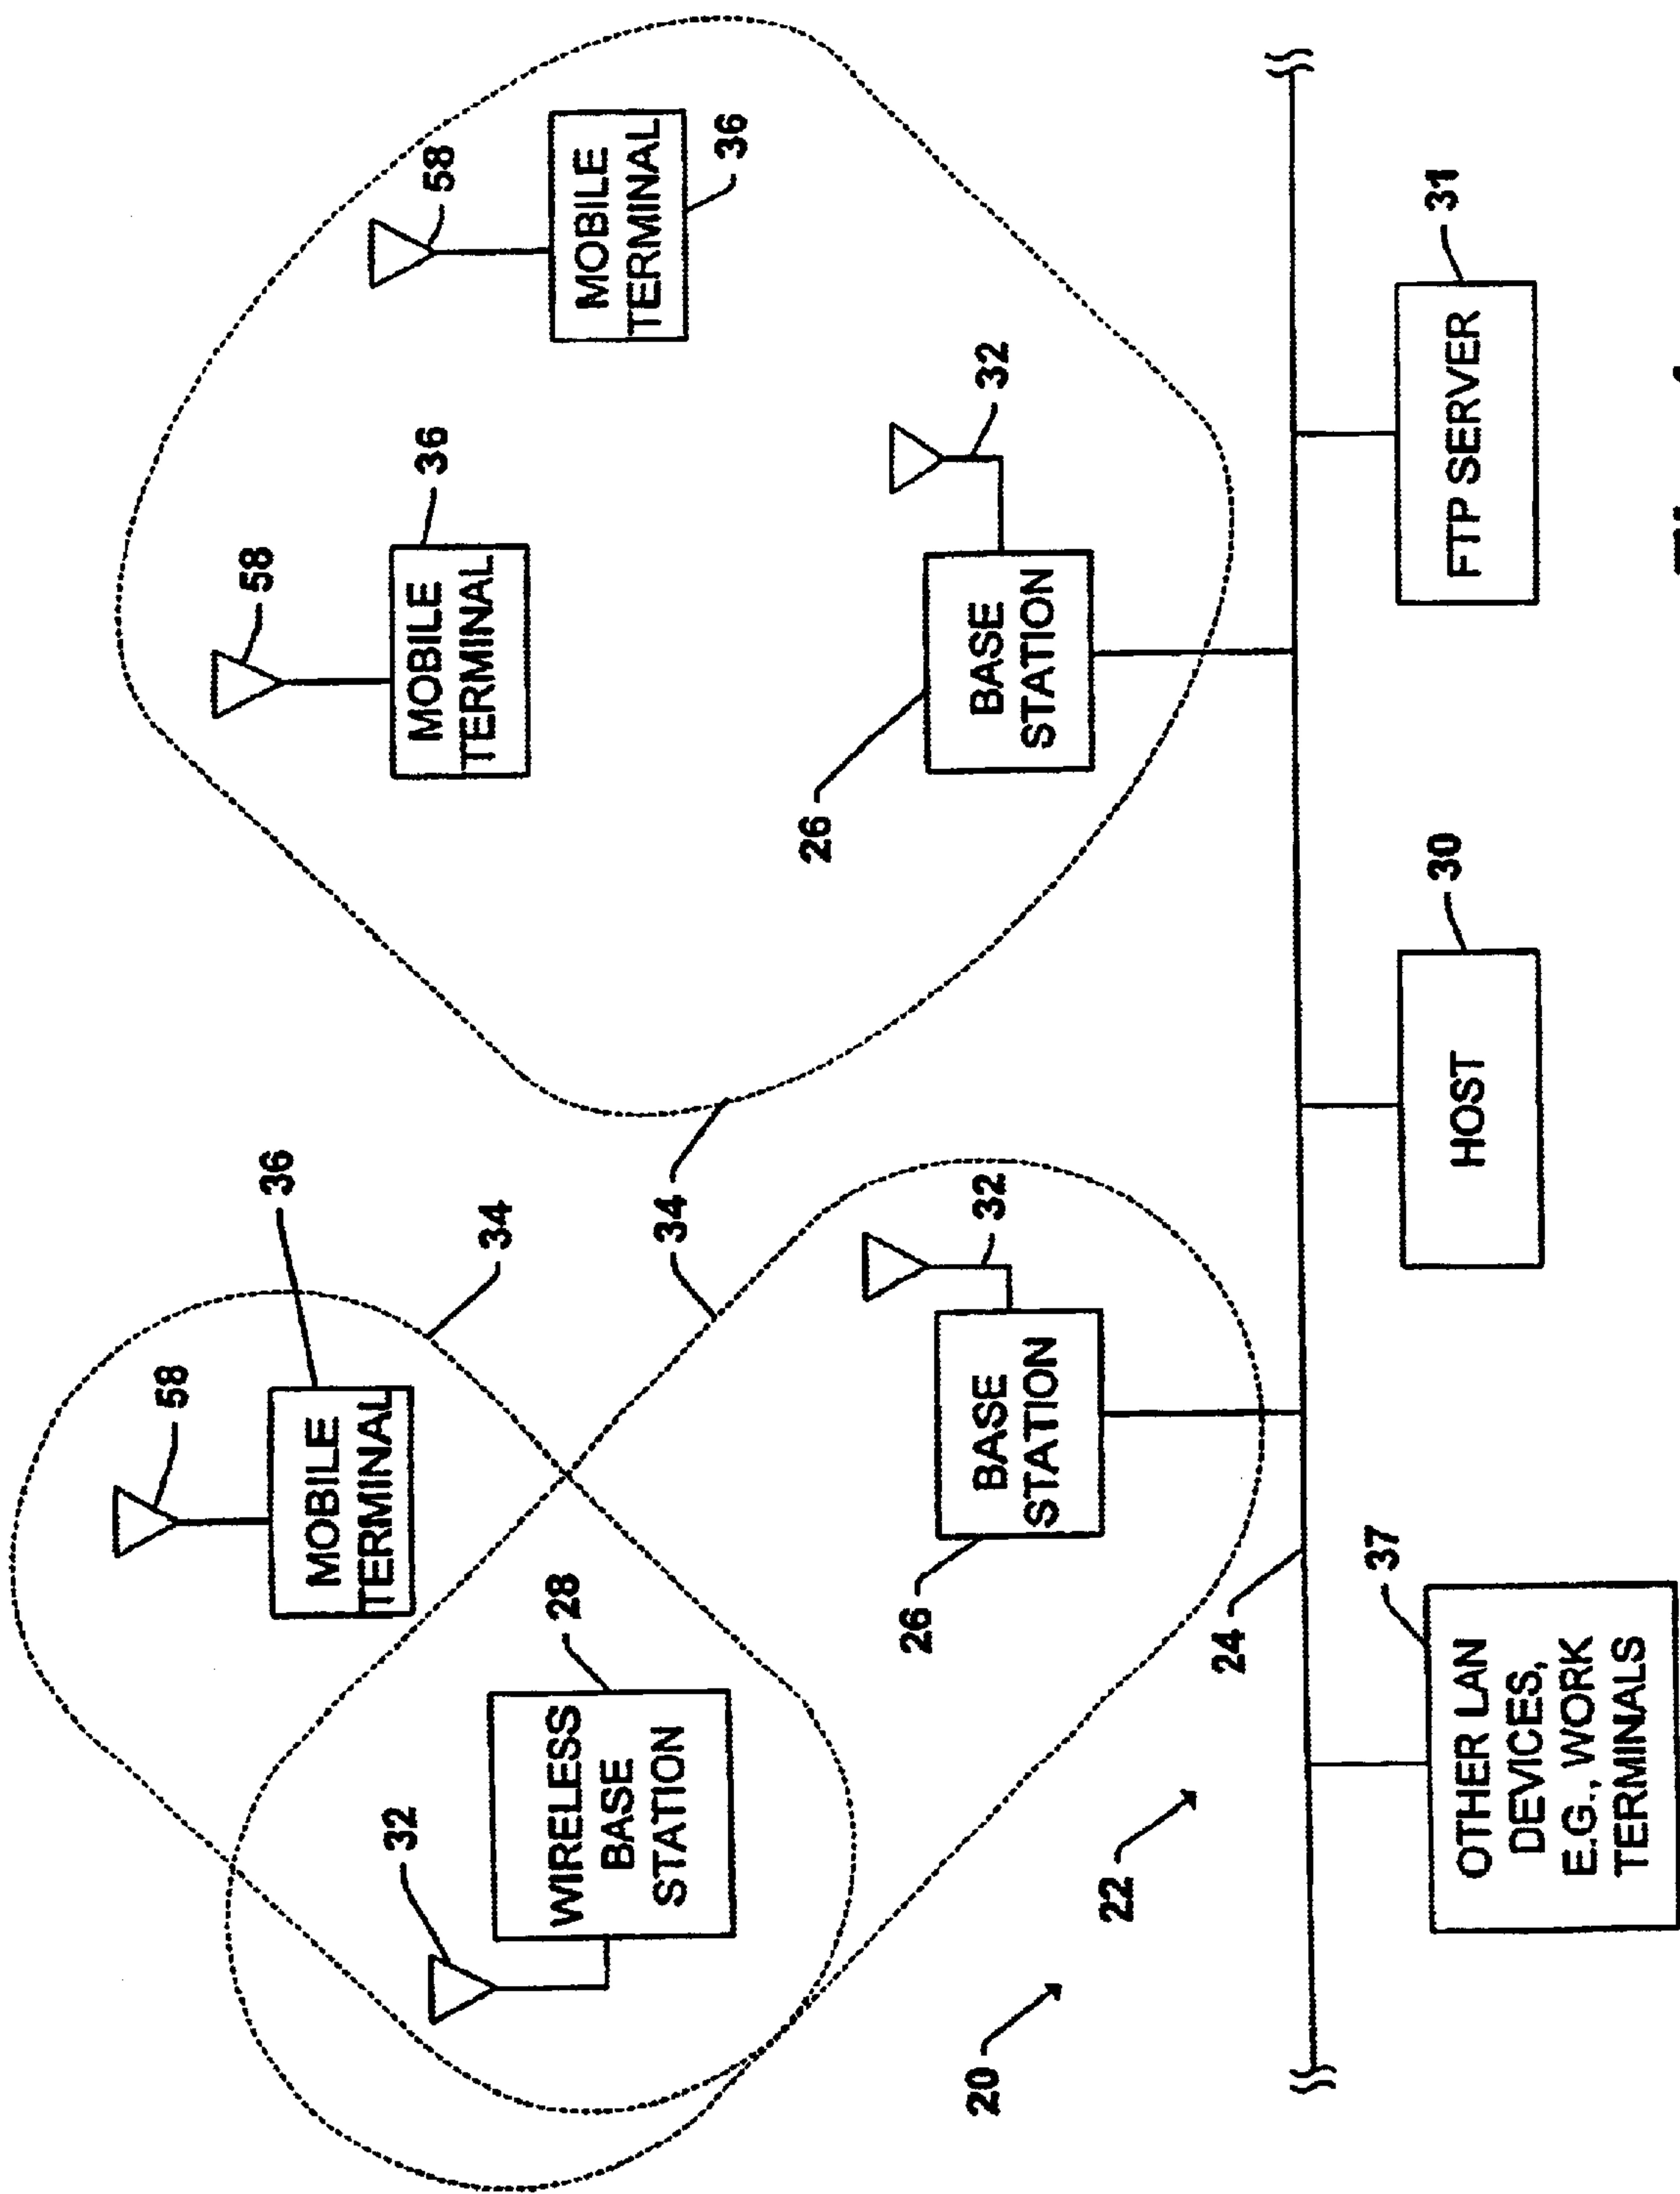 58
36
MOBILE
TERMINAL
58
36
MOBILE
TERMINAL
58
36
MOBILE
TERMINAL
34
32
28
WIRELESS
BASE
STATION
34
26
32
BASE
STATION
26
32
BASE
STATION
20
22
24
37
OTHER LAN
DEVICES,
E.G., WORK
TERMINALS
30
HOST
31
FTP SERVER